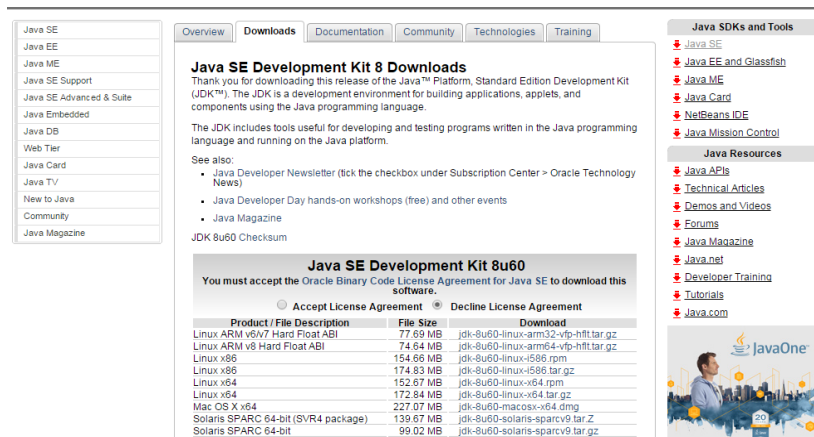 Java SE
Java EE
Java ME
Java SE Support
Java SE Advanced & Suite
Java Embedded
Java DB
Web Tier
Java Card
Java TV
New to Java
Community
Java Magazine
Overview Downloads Documentation Community Technologies Training
Java SE Development Kit 8 Downloads
Thank you for downloading this release of the Java™ Platform, Standard Edition Development Kit
(JDK™). The JDK is a development environment for building applications, applets, and
components using the Java programming language.
The JDK includes tools useful for developing and testing programs written in the Java programming
language and running on the Java platform.
See also:
Java Developer Newsletter (tick the checkbox under Subscription Center > Oracle Technology
News)
Java Developer Day hands-on workshops (free) and other events
Java Magazine
JDK 8u60 Checksum
Java SE Development Kit 8u60
You must accept the Oracle Binary Code License Agreement for Java SE to download this
software.
Accept License Agreement Decline License Agreement
Product / File Description File Size Download
Linux ARM v6/v7 Hard Float ABI 77.69 MB jdk-8u60-linux-arm32-vfp-hflt.tar.gz
Linux ARM v8 Hard Float ABI 74.64 MB jdk-8u60-linux-arm64-vfp-hflt.tar.gz
Linux x86 154.66 MB jdk-8u60-linux-i586.rpm
Linux x86 174.83 MB jdk-8u60-linux-i586.tar.gz
Linux x64 152.67 MB jdk-8u60-linux-x64.rpm
Linux x64 172.84 MB jdk-8u60-linux-x64.tar.gz
Mac OS X x64 227.07 MB jdk-8u60-macosx-x64.dmg
Solaris SPARC 64-bit (SVR4 package) 139.67 MB jdk-8u60-solaris-sparcv9.tar.Z
Solaris SPARC 64-bit 99.02 MB jdk-8u60-solaris-sparcv9.tar.gz
Java SDKs and Tools
Java SE
Java EE and Glassfish
Java ME
Java Card
NetBeans IDE
Java Mission Control
Java Resources
Java APIs
Technical Articles
Demos and Videos
Forums
Java Magazine
Java.net
Developer Training
Tutorials
Java.com
JavaOne
20